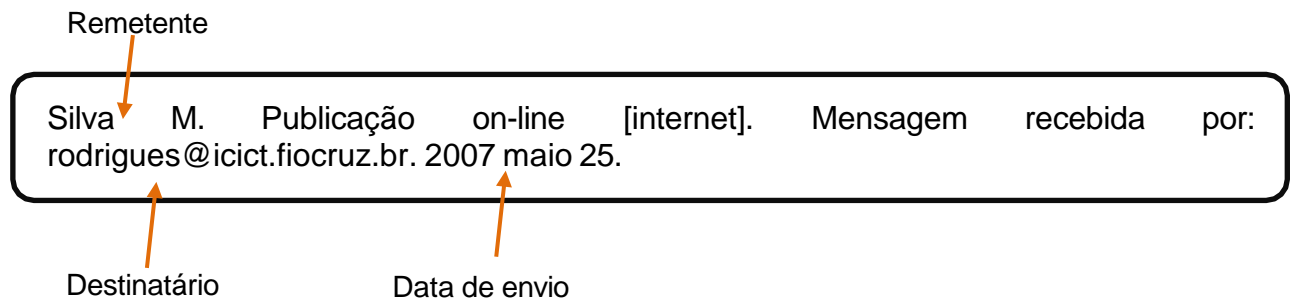 Remetente
Silva M. Publicação on-line [internet]. Mensagem recebida por:
rodrigues@icict.fiocruz.br. 2007 maio 25.
Destinatário Data de envio